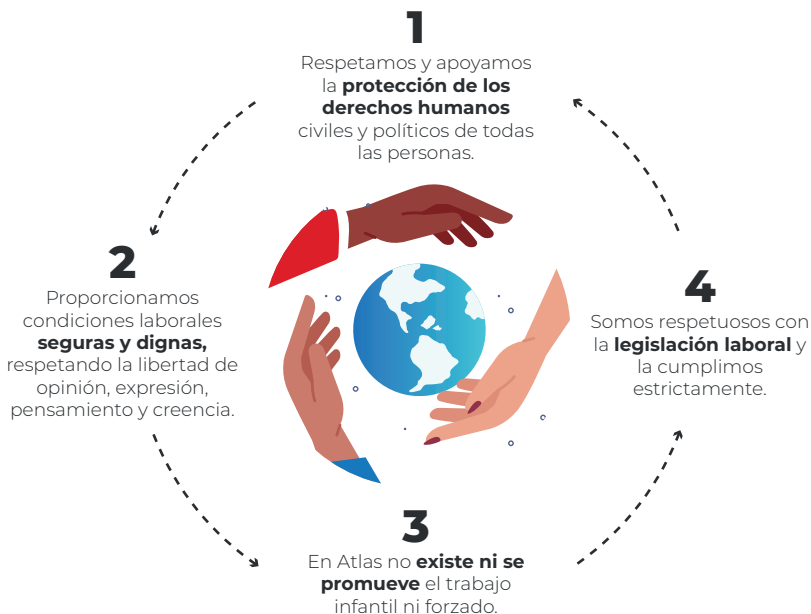 1
Respetamos y apoyamos
la protección de los
derechos humanos
civiles y políticos de todas
las personas.
2
Proporcionamos
condiciones laborales
seguras y dignas,
respetando la libertad de
opinión, expresión,
pensamiento y creencia.
3
En Atlas no existe ni se
promueve el trabajo
infantil ni forzado.
4
Somos respetuosos con
la legislación laboral y
la cumplimos
estrictamente.